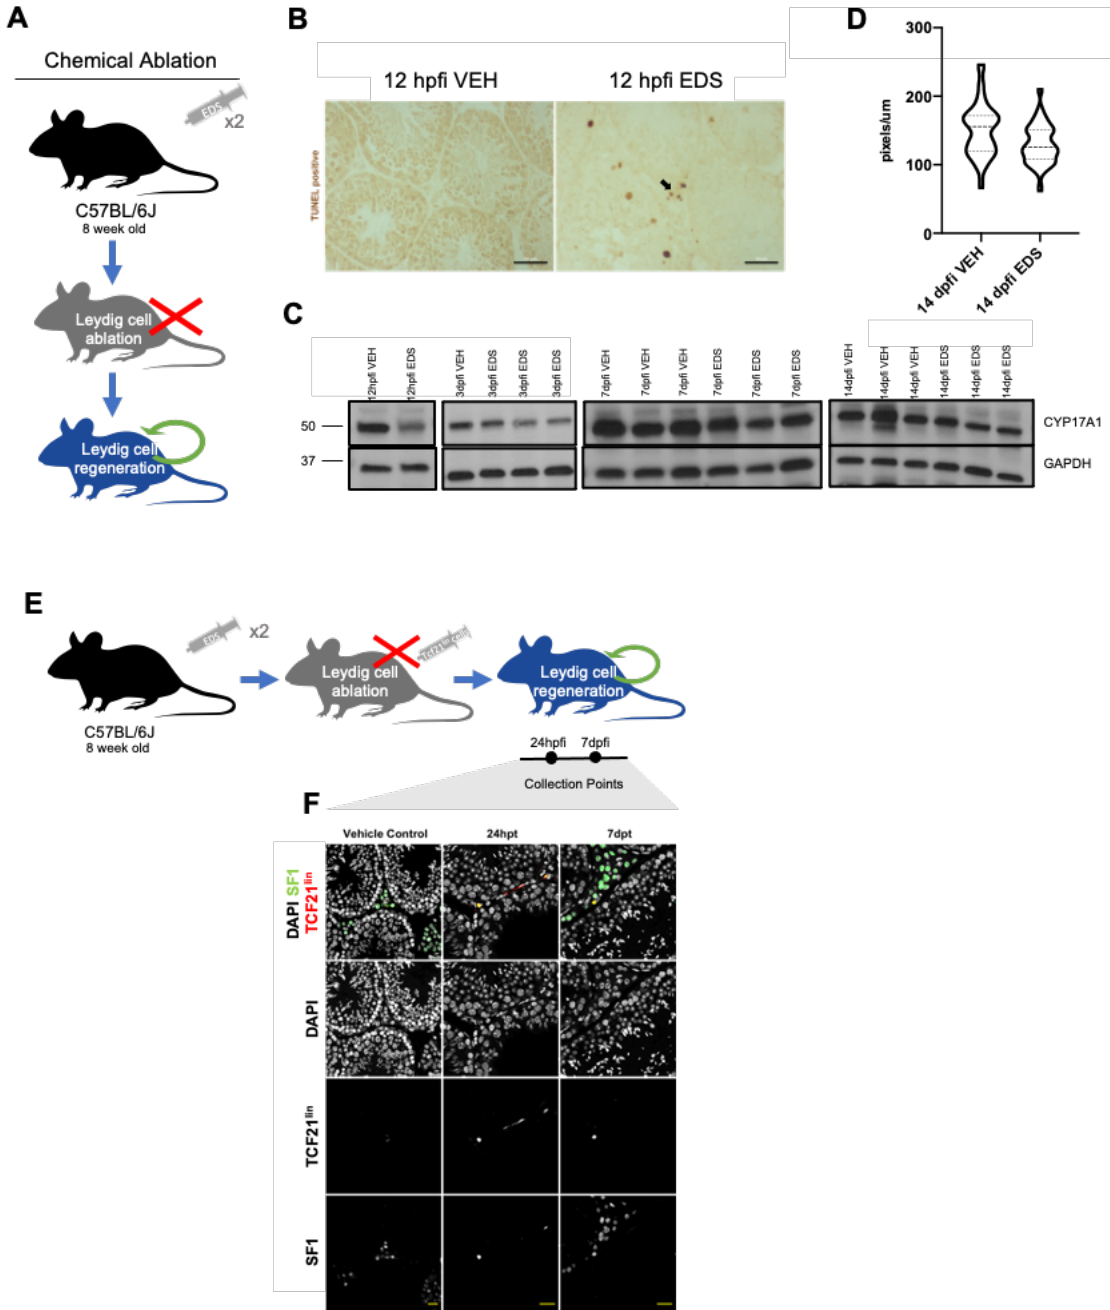 A
Chemical Ablation
EDS
x2
C57BL/6J
8 week old
Leydig cell
ablation
Leydig cell
regeneration
B
12 hpfi VEH
12 hpfi EDS
TUNEL positive
C
12hpfi VEH
12hpfi EDS
3dpfi VEH
3dpfi EDS
3dpfi EDS
3dpfi EDS
7dpfi VEH
7dpfi VEH
7dpfi VEH
7dpfi EDS
7dpfi EDS
7dpfi EDS
14dpfi VEH
14dpfi VEH
14dpfi VEH
14dpfi EDS
14dpfi EDS
14dpfi EDS
50
37
CYP17A1
GAPDH
D
300
200
100
0
pixels/um
14 dpfi VEH
14 dpfi EDS
E
EDS
x2
C57BL/6J
8 week old
Leydig cell
ablation
Tcf21lin cells
Leydig cell
regeneration
24hpfi
7dpfi
Collection Points
F
Vehicle Control
24hpt
7dpt
DAPI SF1
TCF21lin
DAPI
TCF21lin
SF1